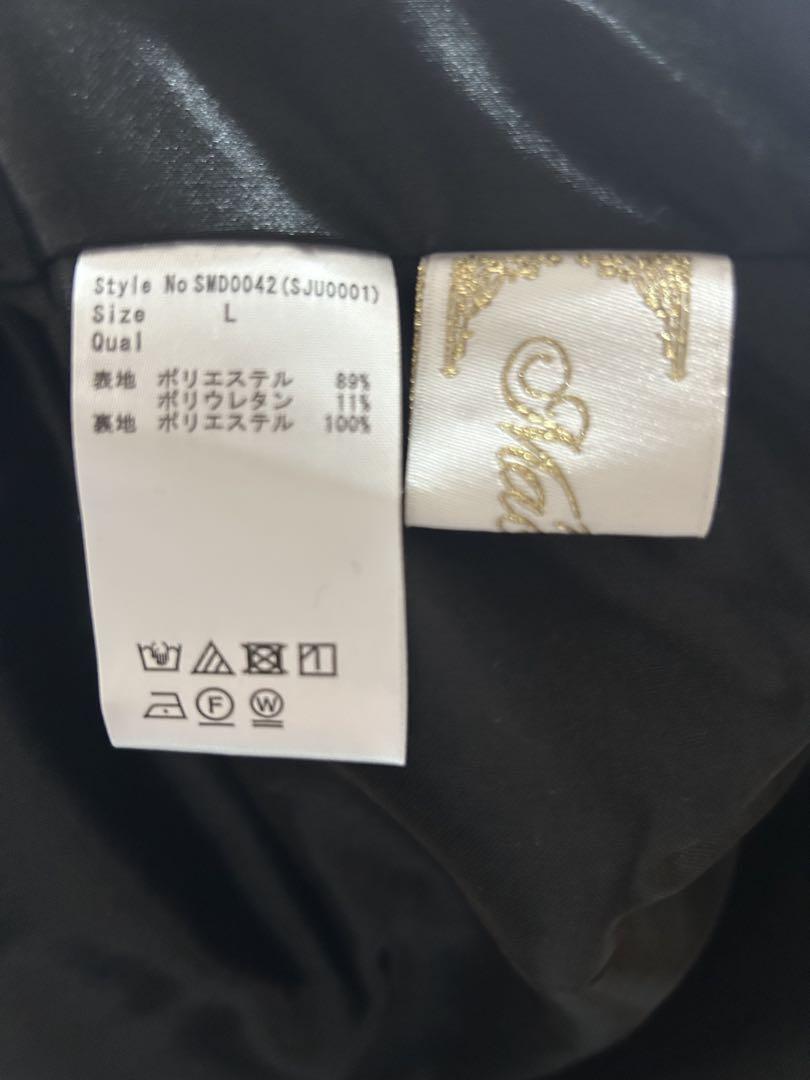 Style No SMD0042(SJU0001)
Size L
Qual
表地 ポリエステル 89%
ポリウレタン 11%
裏地 ポリエステル 100%
F W